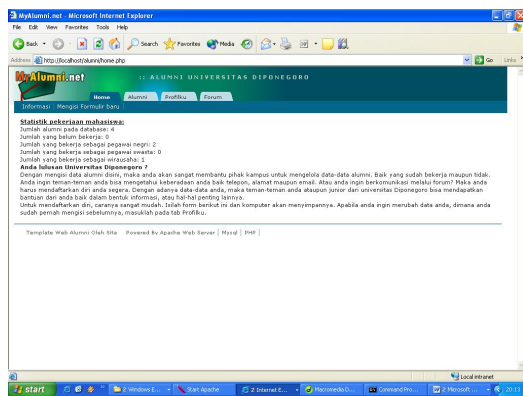 MyAlumni.net - Microsoft Internet Explorer
File Edit View Favorites Tools Help
Back Search Favorites Media
Address http://localhost/alumni/home.php Go Links
MyAlumni.net :: ALUMNI UNIVERSITAS DIPONEGORO
Home Alumni Profilku Forum
Informasi | Mengisi Formulir baru |
Statistik pekerjaan mahasiswa:
Jumlah alumni pada database: 4
Jumlah yang belum bekerja: 0
Jumlah yang bekerja sebagai pegawai negri: 2
Jumlah yang bekerja sebagai pegawai swasta: 0
Jumlah yang bekerja sebagai wirausaha: 1
Anda lulusan Universitas Diponegoro ?
Dengan mengisi data alumni disini, maka anda akan sangat membantu pihak kampus untuk mengelola data-data alumni. Baik yang sudah bekerja maupun tidak.
Anda ingin teman-teman anda bisa mengetahui keberadaan anda baik telepon, alamat maupun email. Atau anda ingin berkomunikasi melalui forum? Maka anda
harus mendaftarkan diri anda segera. Dengan adanya data-data anda, maka teman-teman anda ataupun junior dari universitas Diponegoro bisa mendapatkan
bantuan dari anda baik dalam bentuk informasi, atau hal-hal penting lainnya.
Untuk mendaftarkan diri, caranya sangat mudah. Isilah form berikut ini dan komputer akan menyimpannya. Apabila anda ingin merubah data anda, dimana anda
sudah pernah mengisi sebelumnya, masuklah pada tab Profilku.
Template Web Alumni Oleh Sita Powered By Apache Web Server | Mysql | PHP |
Local intranet
start 2 Windows E... Start Apache 2 Internet E... Macromedia D... Command Pro... 2 Microsoft ... 20:13